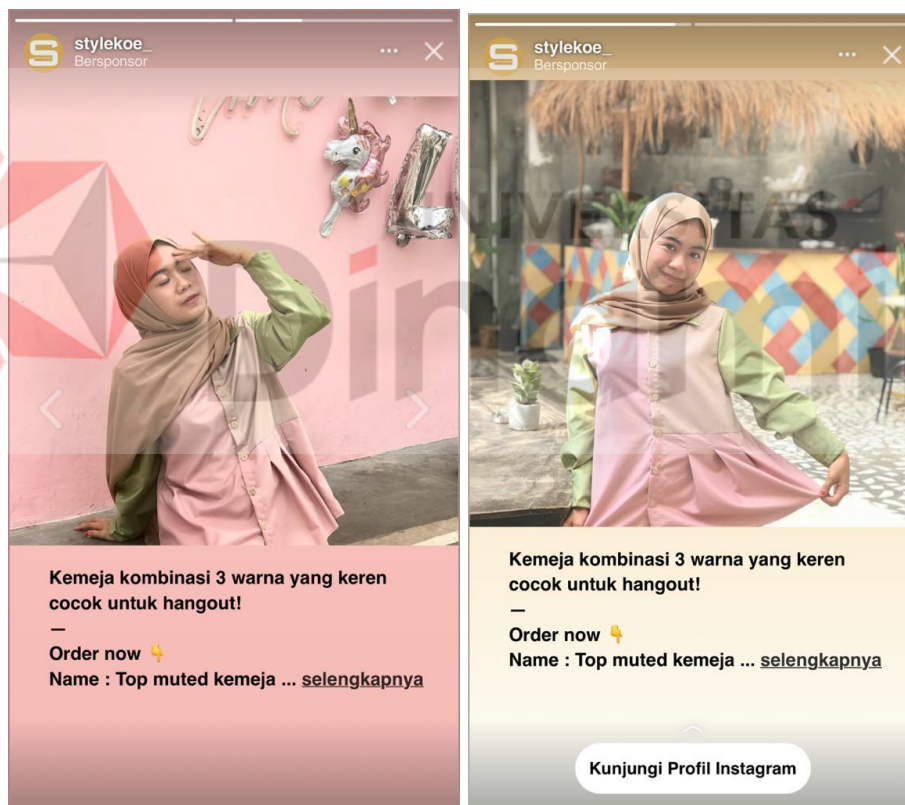 stylekoe_
Bersponsor
Kemeja kombinasi 3 warna yang keren
cocok untuk hangout!
—
Order now 👇
Name : Top muted kemeja ... selengkapnya
stylekoe_
Bersponsor
UNIVERSITAS
Kemeja kombinasi 3 warna yang keren
cocok untuk hangout!
—
Order now 👇
Name : Top muted kemeja ... selengkapnya
Kunjungi Profil Instagram